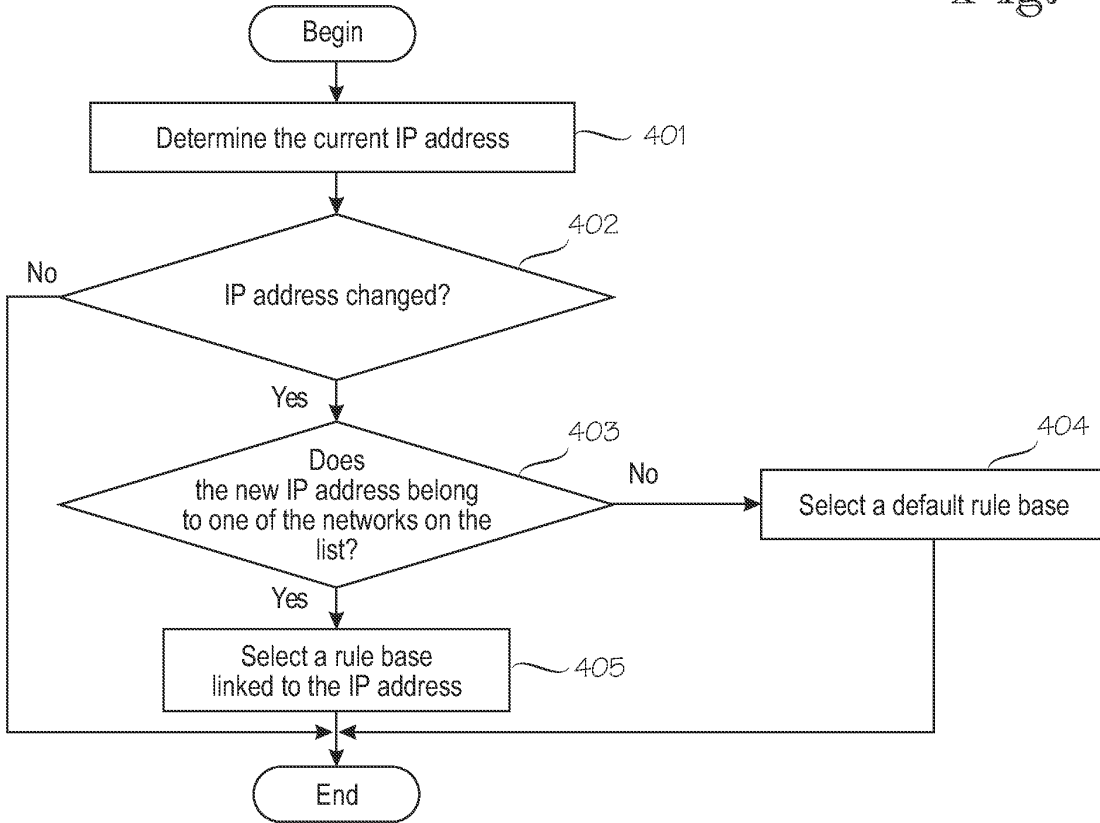 Fig.
Begin
Determine the current IP address
401
402
No
IP address changed?
Yes
403
404
Does
the new IP address belong
to one of the networks on the
list?
No
Select a default rule base
Yes
Select a rule base
linked to the IP address
405
End